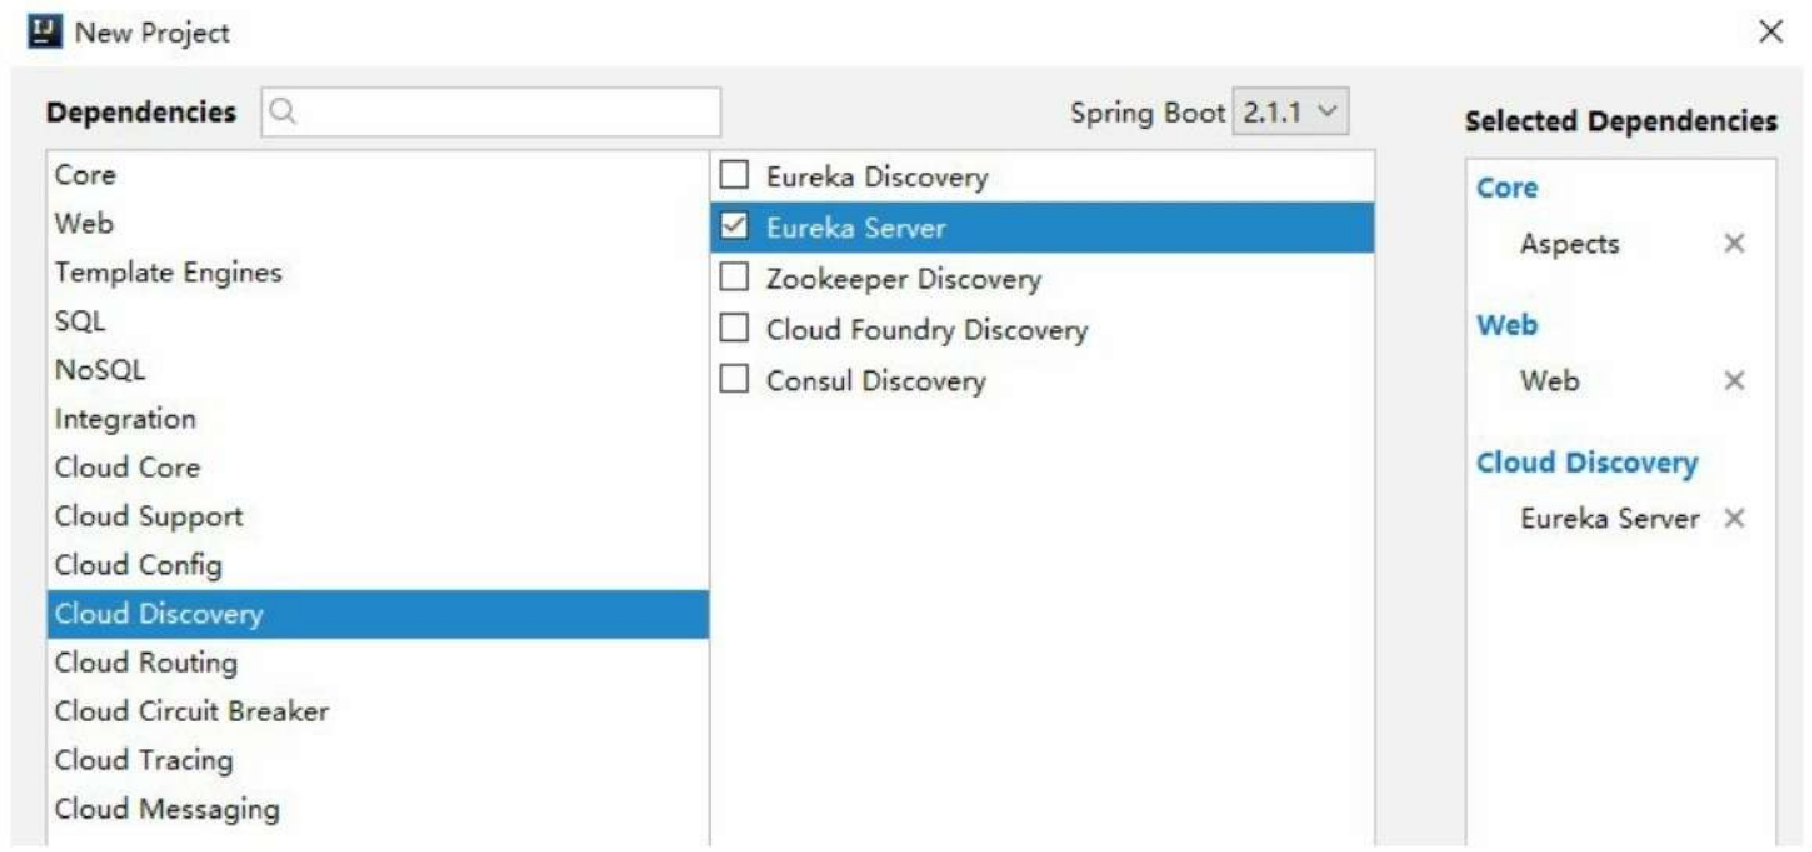 New Project
Dependencies
Spring Boot 2.1.1
Selected Dependencies
Core
Web
Template Engines
SQL
NoSQL
Integration
Cloud Core
Cloud Support
Cloud Config
Cloud Discovery
Cloud Routing
Cloud Circuit Breaker
Cloud Tracing
Cloud Messaging
Eureka Discovery
Eureka Server
Zookeeper Discovery
Cloud Foundry Discovery
Consul Discovery
Core
Aspects
Web
Web
Cloud Discovery
Eureka Server